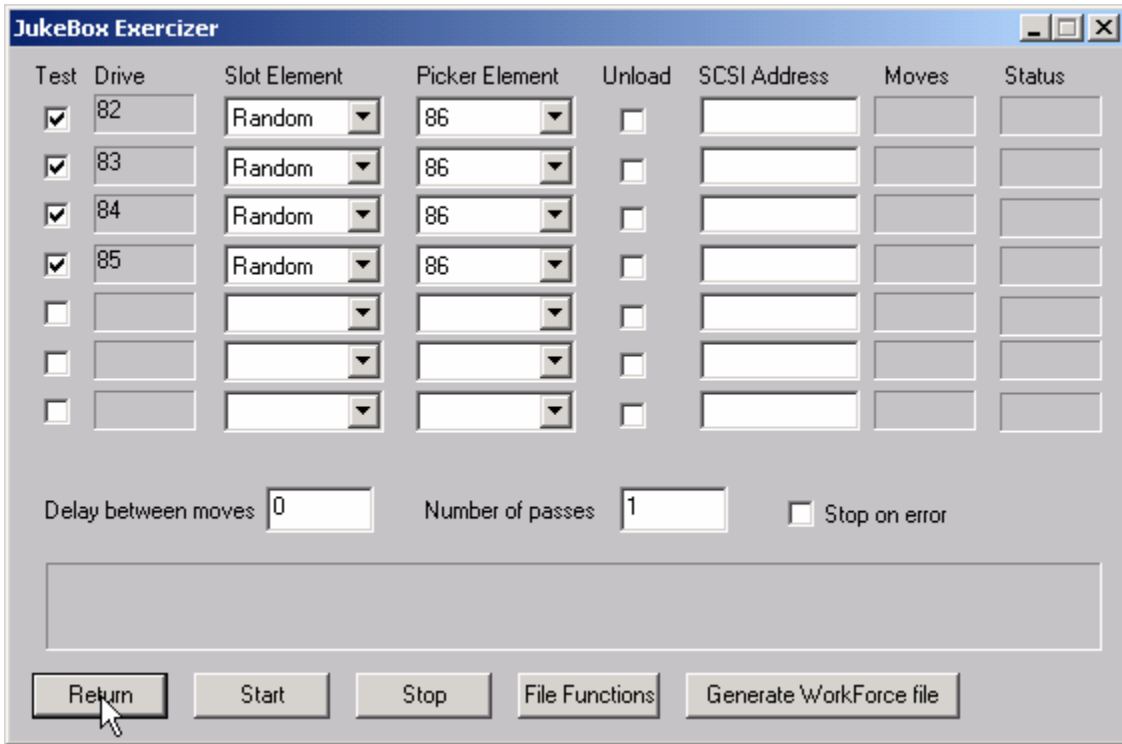 JukeBox Exercizer
Test Drive Slot Element Picker Element Unload SCSI Address Moves Status
82 Random 86
83 Random 86
84 Random 86
85 Random 86
Delay between moves 0 Number of passes 1 Stop on error
Return Start Stop File Functions Generate WorkForce file